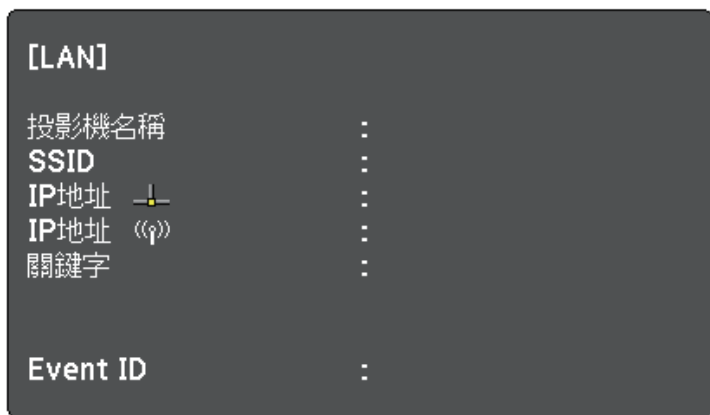 [LAN]
投影機名稱 :
SSID :
IP地址 :
IP地址 :
關鍵字 :
Event ID :